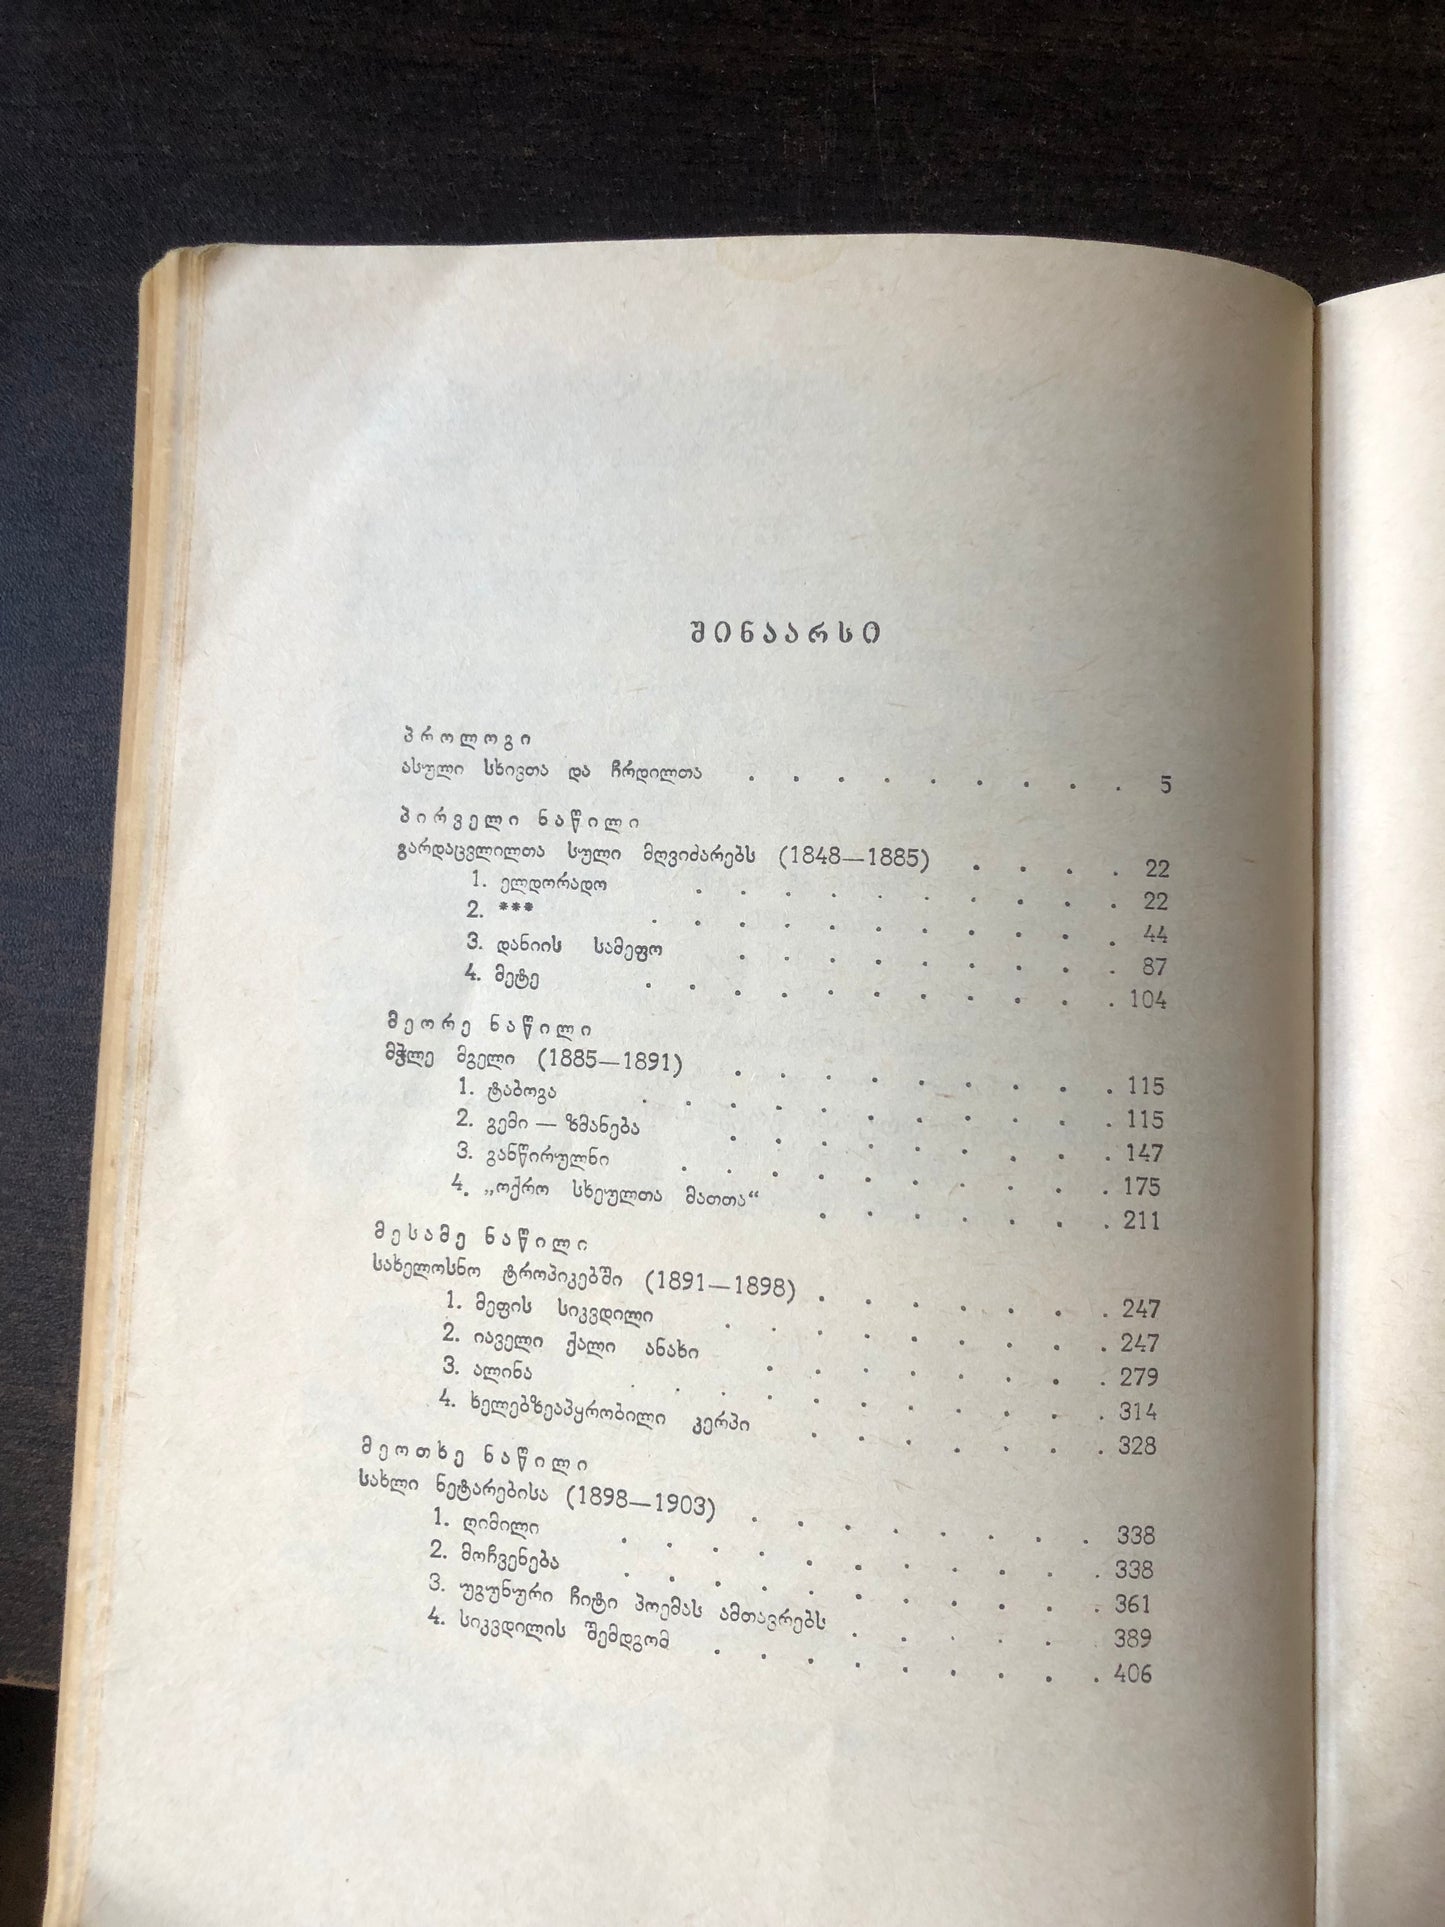 შინაარსი
პროლოგი
ასული სხივთა და ჩრდილთა . . . . . . . . . 5
პირველი ნაწილი
გარდაცვლილთა სული მღვიძარებს (1848—1885) . . . . 22
1. ელდორადო . . . . . . . . . . 22
2. *** . . . . . . . . . . . 44
3. დანიის სამეფო . . . . . . . . . 87
4. მეტე . . . . . . . . . . . 104
მეორე ნაწილი
მჭლე მგელი (1885—1891) . . . . . . . . . 115
1. ტაბოგა . . . . . . . . . . . 115
2. გემი — ზმანება . . . . . . . . . 147
3. განწირულნი . . . . . . . . . . 175
4. „ოქრო სხეულთა მათთა“ . . . . . . . 211
მესამე ნაწილი
სახელოსნო ტროპიკებში (1891—1898) . . . . . . . 247
1. მეფის სიკვდილი . . . . . . . . . 247
2. იაველი ქალი ანახი . . . . . . . . 279
3. ალინა . . . . . . . . . . . 314
4. ხელებზეაპყრობილი კერპი . . . . . . . 328
მეოთხე ნაწილი
სახლი ნეტარებისა (1898—1903) . . . . . . . . 338
1. ღიმილი . . . . . . . . . . . 338
2. მოჩვენება . . . . . . . . . . . 361
3. უგუნური ჩიტი პოემას ამთავრებს . . . . . 389
4. სიკვდილის შემდგომ . . . . . . . . . 406